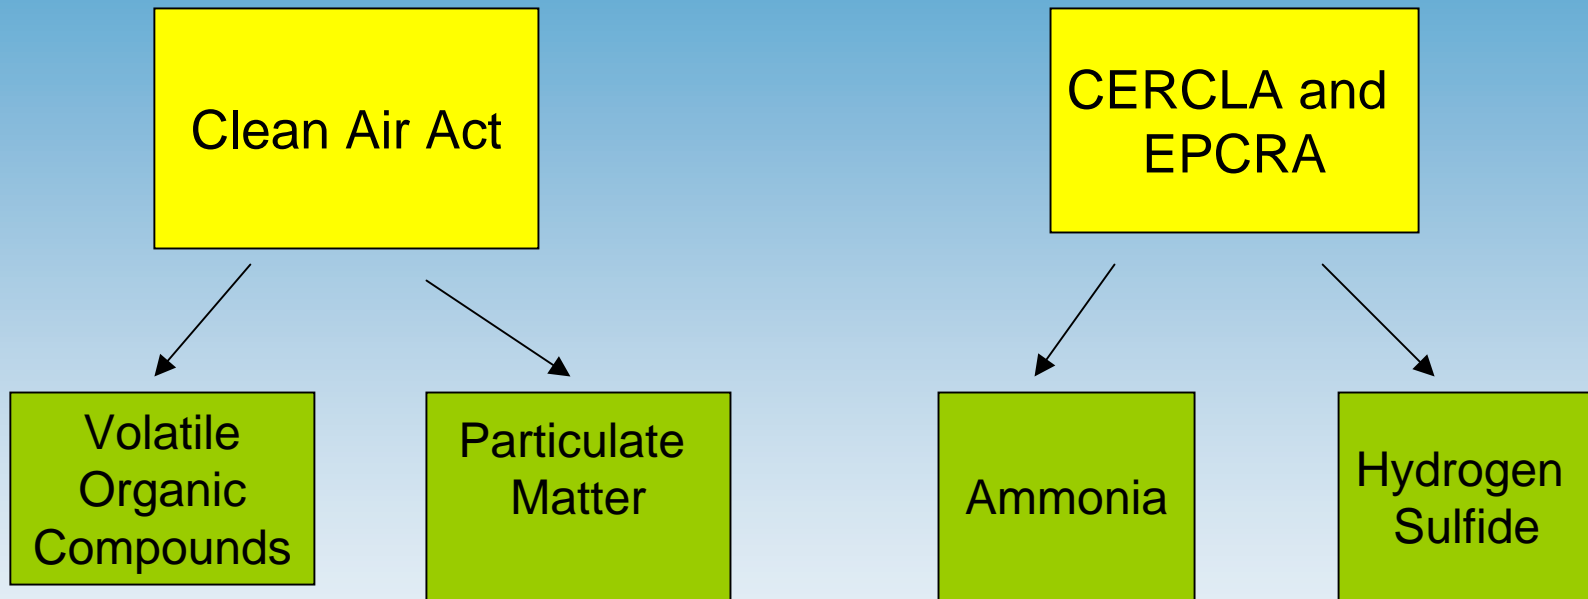 Clean Air Act
CERCLA and
EPCRA
Volatile
Organic
Compounds
Particulate
Matter
Ammonia
Hydrogen
Sulfide